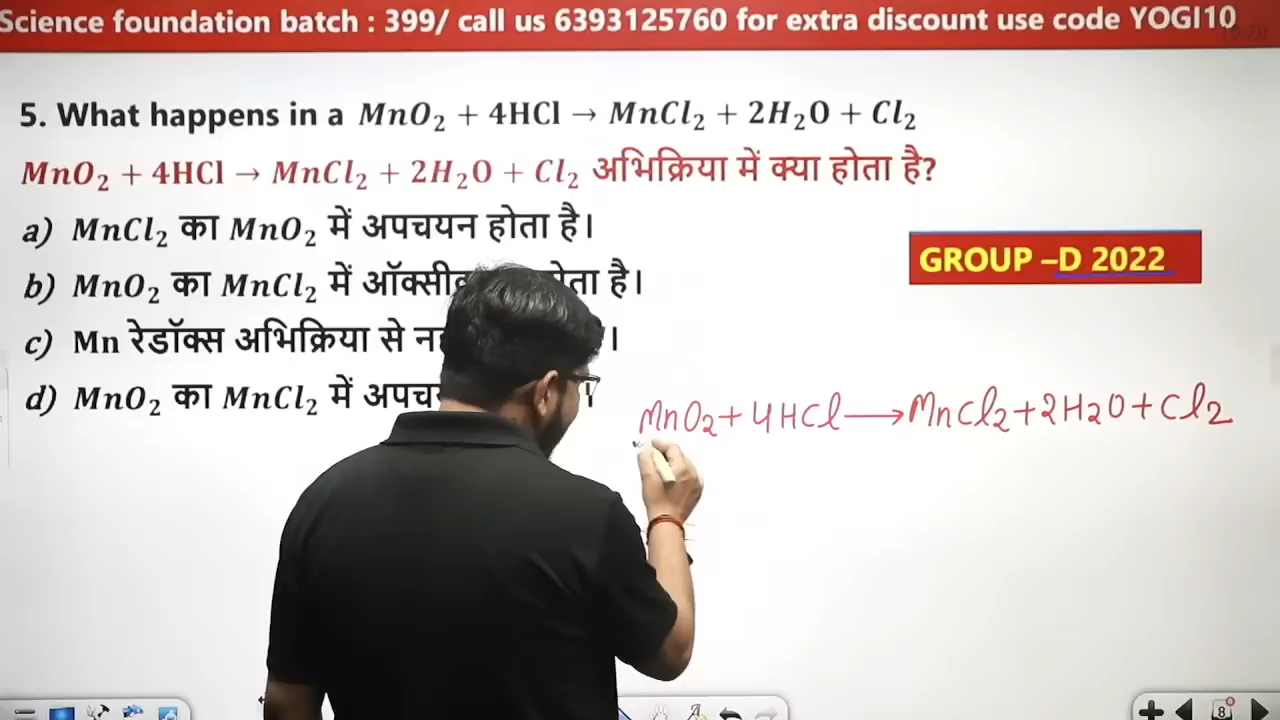 Science foundation batch : 399/ call us 6393125760 for extra discount use code YOGI10
5. What happens in a MnO₂ + 4HCl → MnCl₂ + 2H₂O + Cl₂
MnO₂ + 4HCl → MnCl₂ + 2H₂O + Cl₂ अभिक्रिया में क्या होता है?
a) MnCl₂ का MnO₂ में अपचयन होता है।
GROUP –D 2022
b) MnO₂ का MnCl₂ में है।
c) Mn रेडॉक्स अभिक्रिया से
d) MnO₂ का MnCl₂ में
MnO₂ + 4HCl ⟶ MnCl₂ + 2H₂O + Cl₂
8